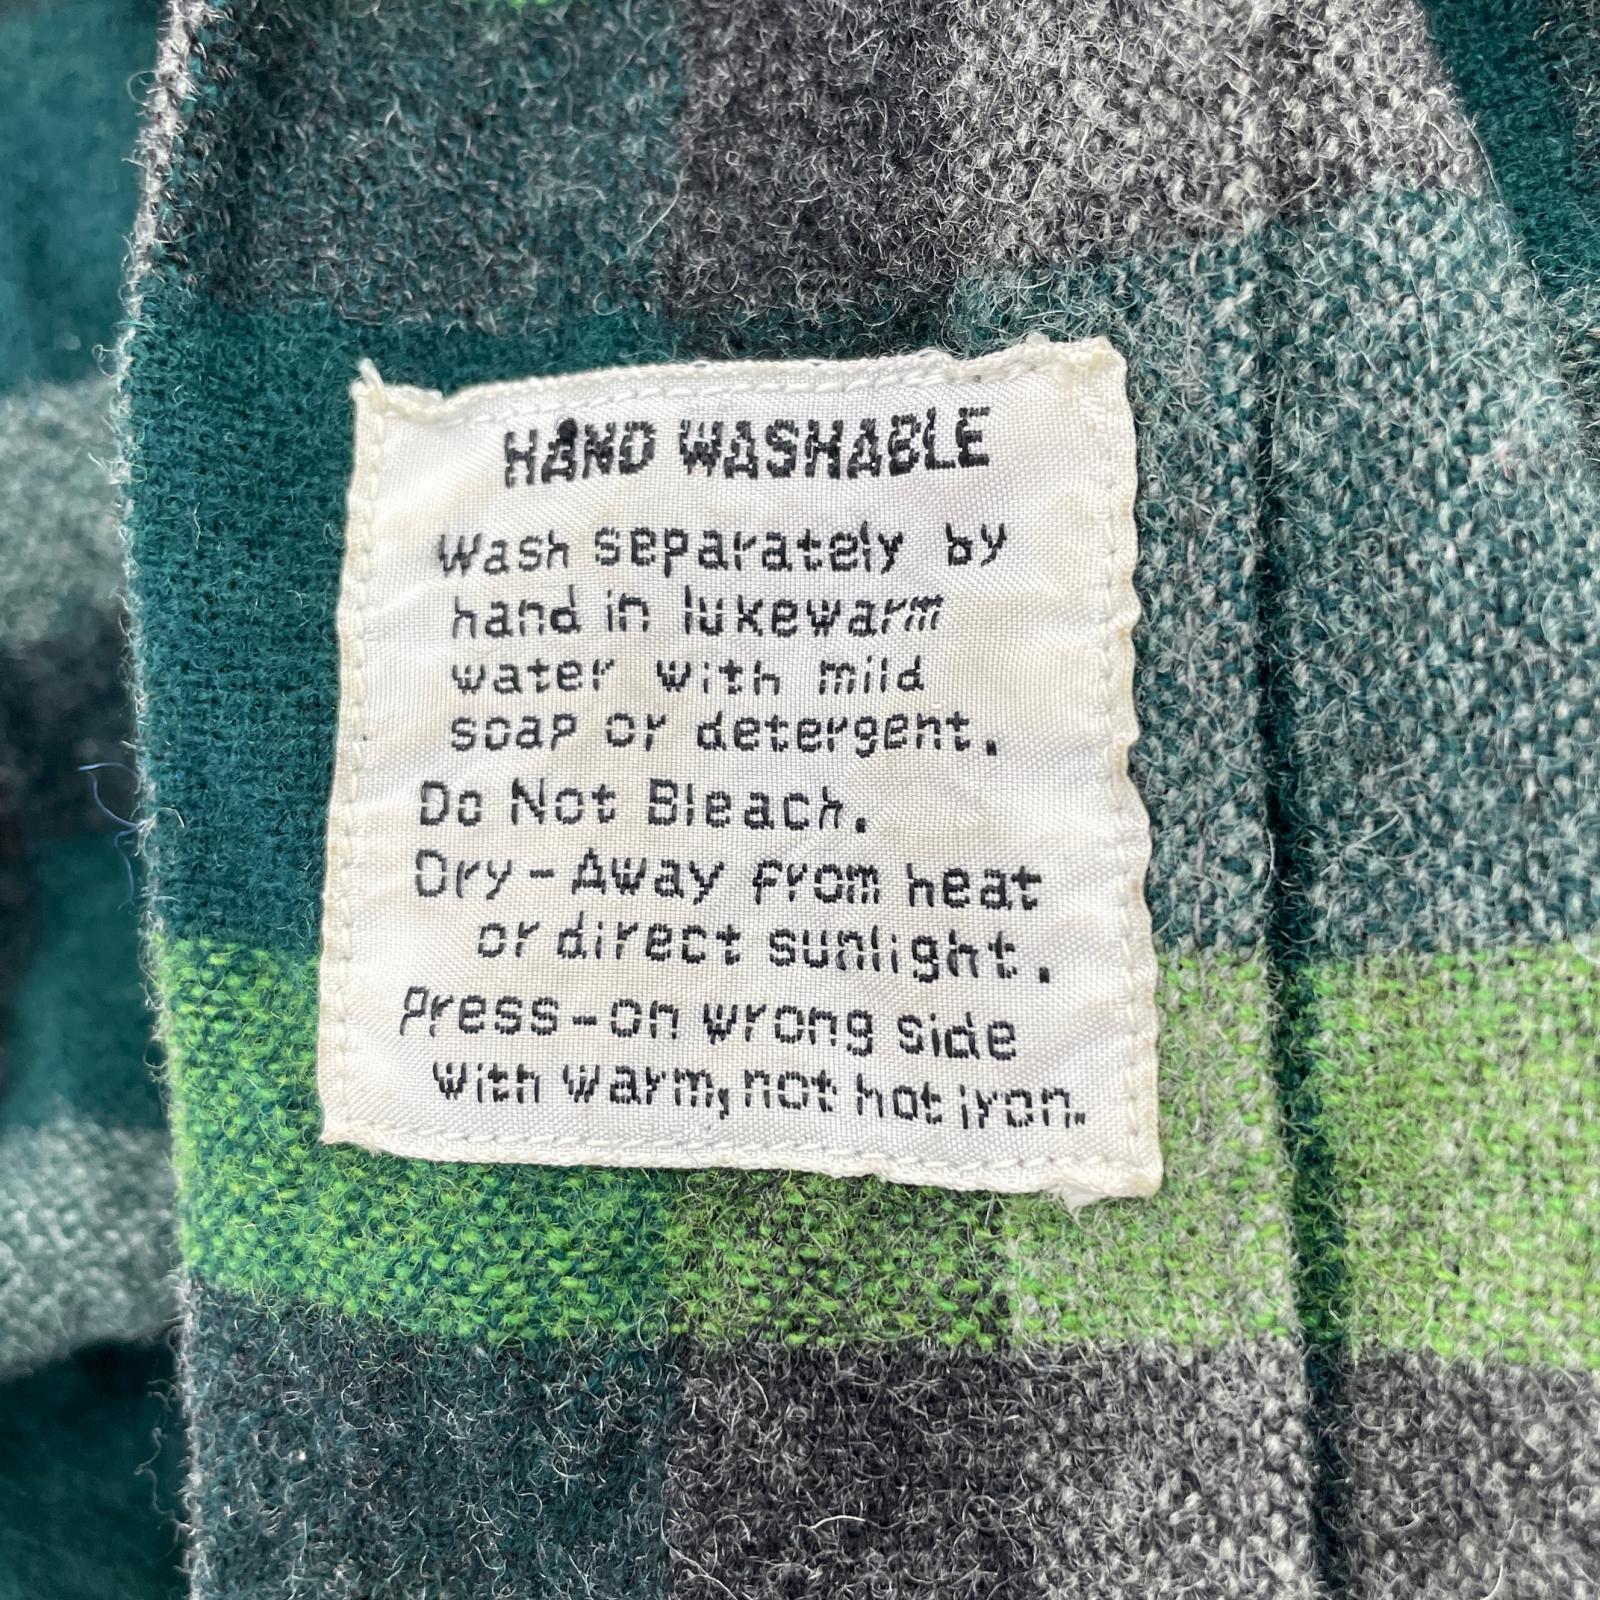 HAND WASHABLE
Wash separately by
hand in lukewarm
water with mild
soap or detergent.
Do Not Bleach.
Dry - Away from heat
or direct sunlight.
Press - on wrong side
with warm, not hot iron.